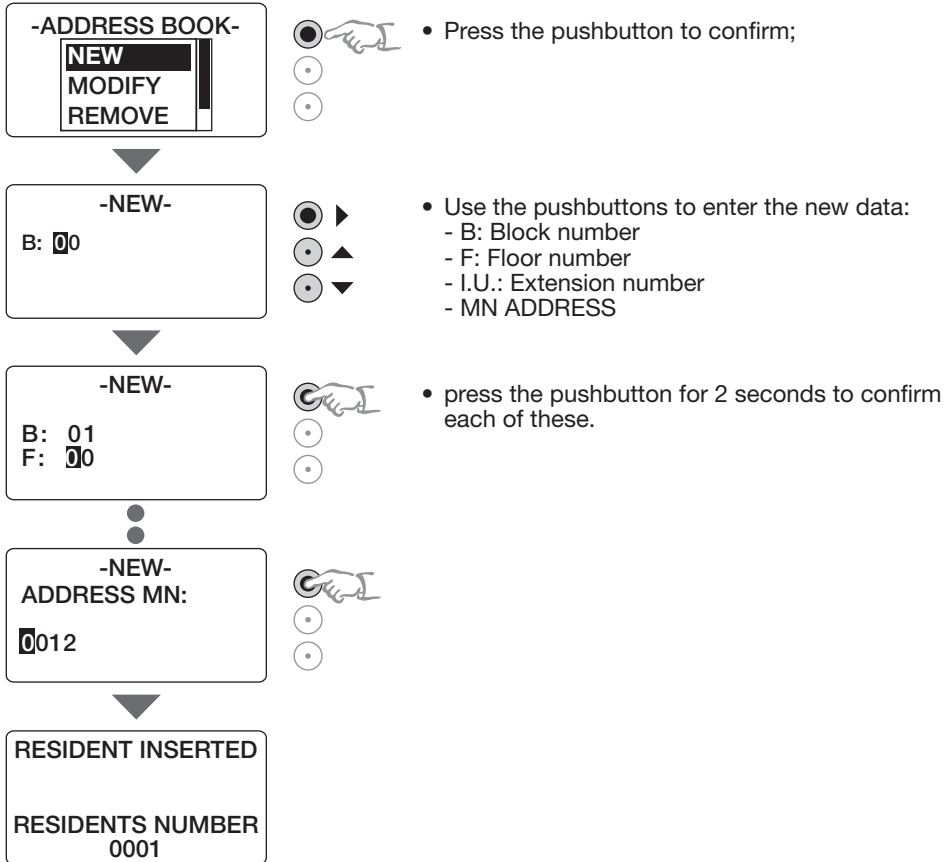 -ADDRESS BOOK-
NEW
MODIFY
REMOVE
• Press the pushbutton to confirm;
-NEW-
B: 00
• Use the pushbuttons to enter the new data:
- B: Block number
- F: Floor number
- I.U.: Extension number
- MN ADDRESS
-NEW-
B: 01
F: 00
• press the pushbutton for 2 seconds to confirm
each of these.
-NEW-
ADDRESS MN:
0012
RESIDENT INSERTED
RESIDENTS NUMBER
0001